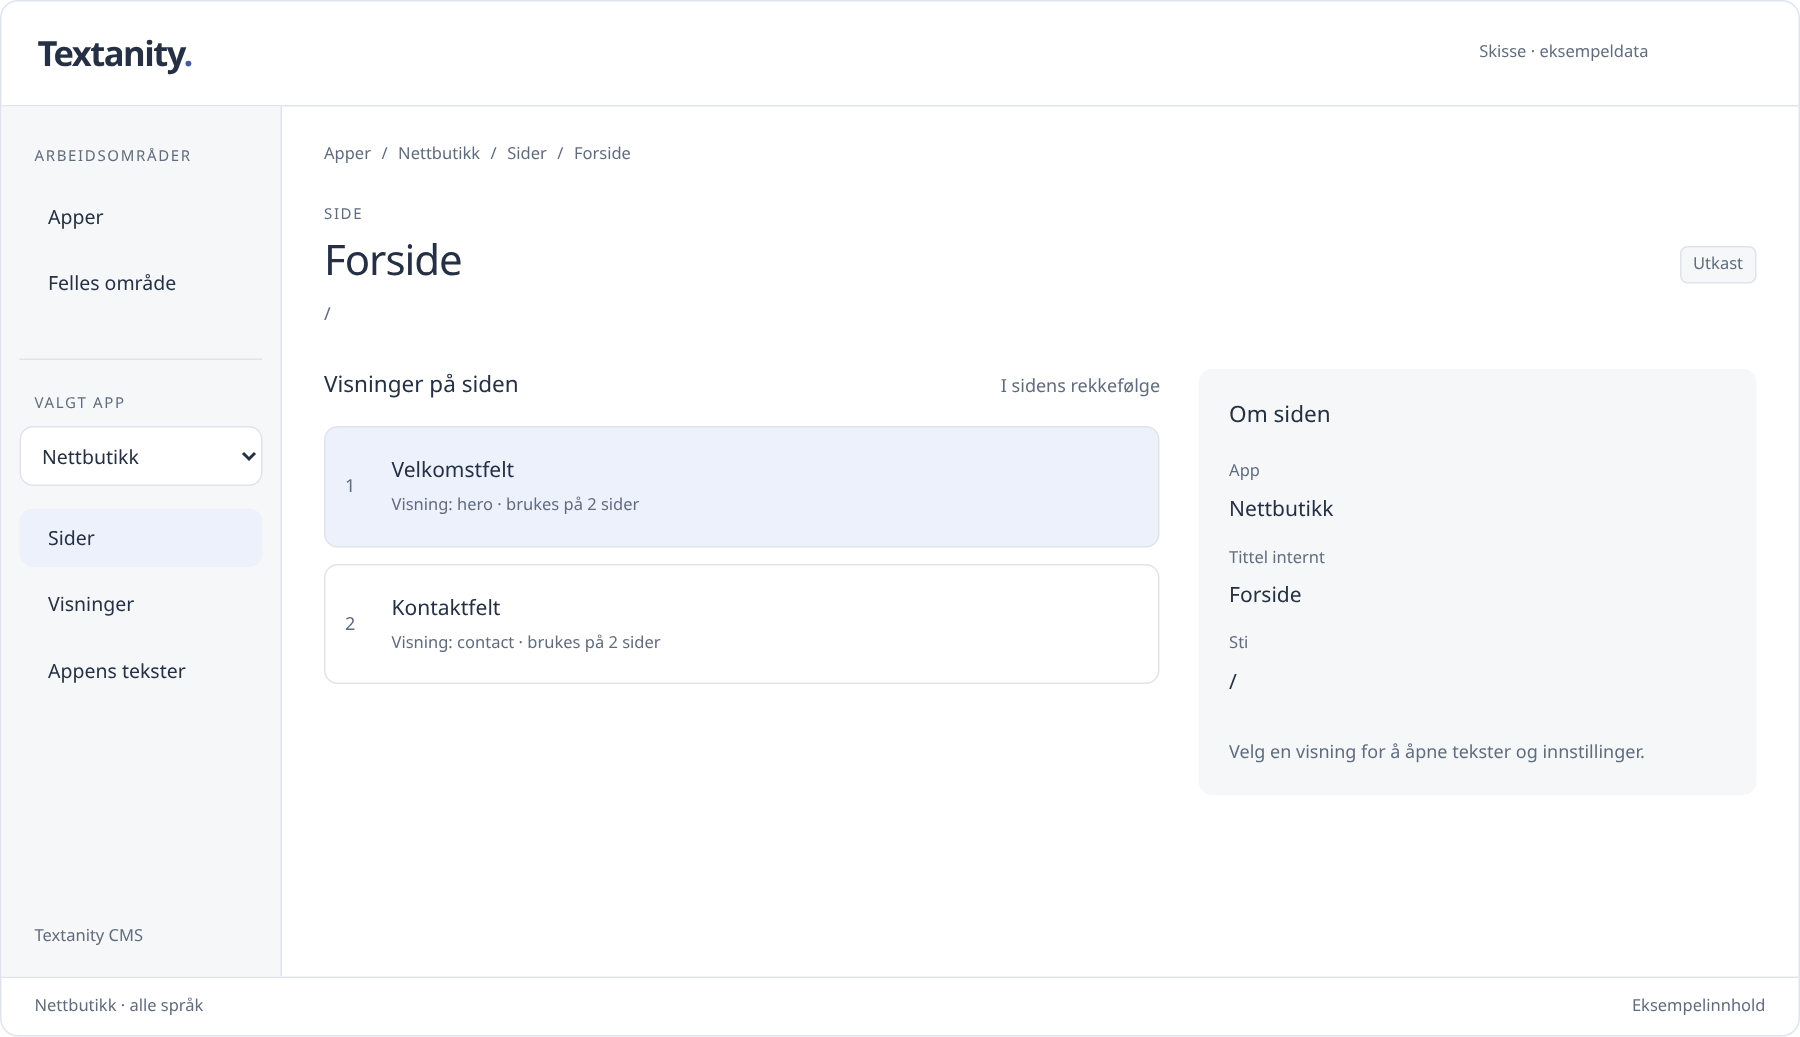 Textanity.
Skisse · eksempeldata
ARBEIDSOMRÅDER
Apper
Felles område
VALGT APP
Nettbutikk
Sider
Visninger
Appens tekster
Textanity CMS
Apper / Nettbutikk / Sider / Forside
SIDE
Forside
Utkast
/
Visninger på siden
I sidens rekkefølge
1
Velkomstfelt
Visning: hero · brukes på 2 sider
2
Kontaktfelt
Visning: contact · brukes på 2 sider
Om siden
App
Nettbutikk
Tittel internt
Forside
Sti
/
Velg en visning for å åpne tekster og innstillinger.
Nettbutikk · alle språk
Eksempelinnhold